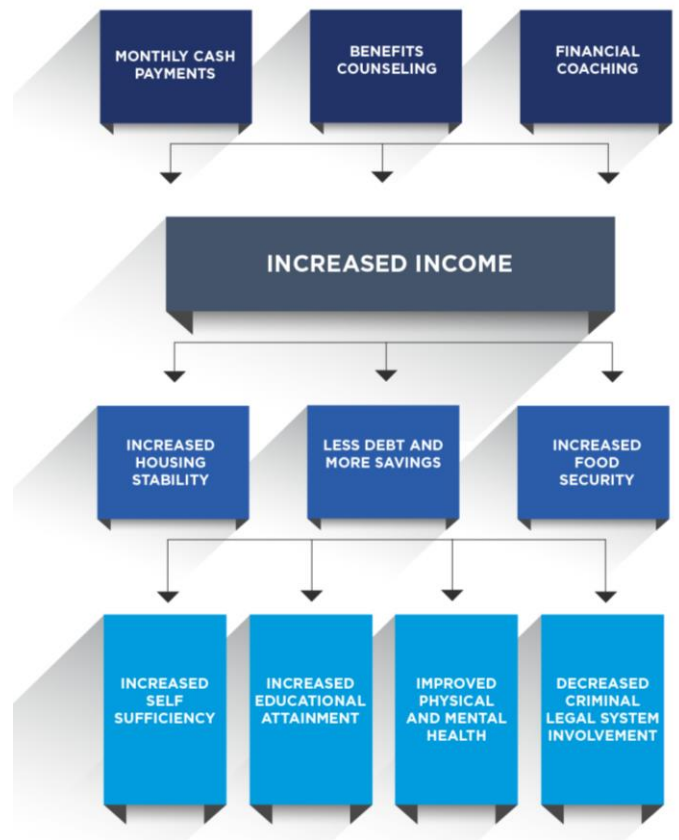 MONTHLY CASH
PAYMENTS
BENEFITS
COUNSELING
FINANCIAL
COACHING
INCREASED INCOME
INCREASED
HOUSING
STABILITY
LESS DEBT AND
MORE SAVINGS
INCREASED
FOOD
SECURITY
INCREASED
SELF
SUFFICIENCY
INCREASED
EDUCATIONAL
ATTAINMENT
IMPROVED
PHYSICAL
AND MENTAL
HEALTH
DECREASED
CRIMINAL
LEGAL SYSTEM
INVOLVEMENT